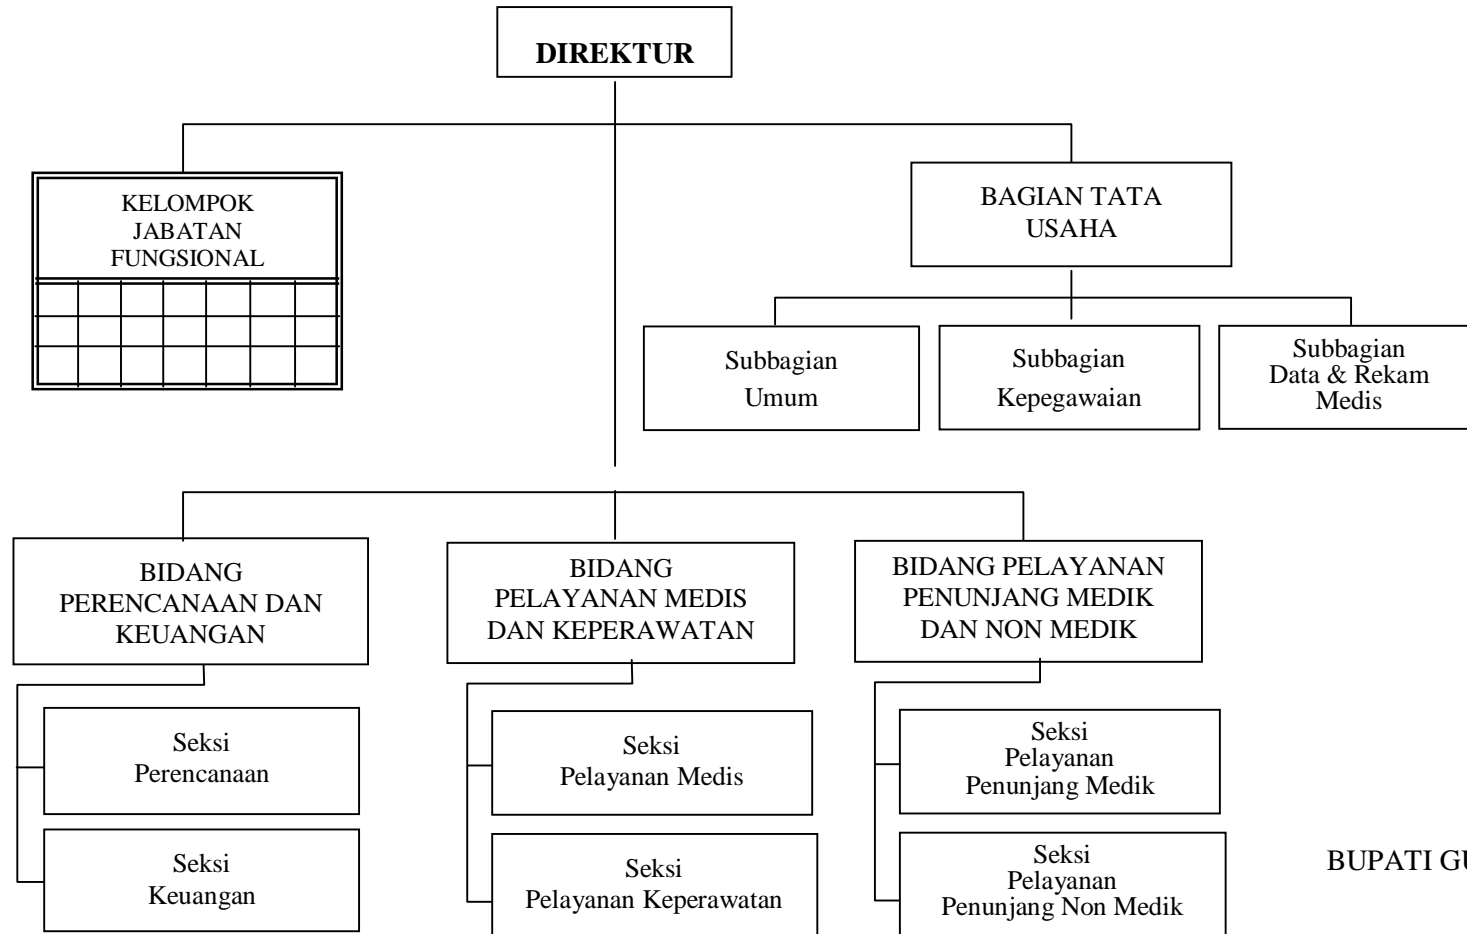 DIREKTUR
KELOMPOK
JABATAN
FUNGSIONAL
BAGIAN TATA
USAHA
Subbagian
Umum
Subbagian
Kepegawaian
Subbagian
Data & Rekam
Medis
BIDANG
PERENCANAAN DAN
KEUANGAN
BIDANG
PELAYANAN MEDIS
DAN KEPERAWATAN
BIDANG PELAYANAN
PENUNJANG MEDIK
DAN NON MEDIK
Seksi
Perencanaan
Seksi
Keuangan
Seksi
Pelayanan Medis
Seksi
Pelayanan Keperawatan
Seksi
Pelayanan
Penunjang Medik
Seksi
Pelayanan
Penunjang Non Medik
BUPATI